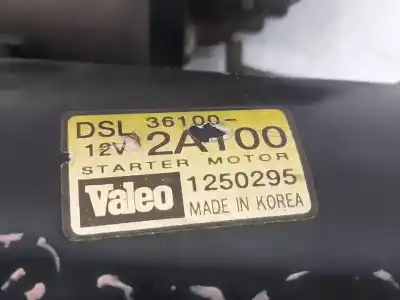 DSL 36100-
12V 2A100
STARTER MOTOR
Valeo 1250295
MADE IN KOREA